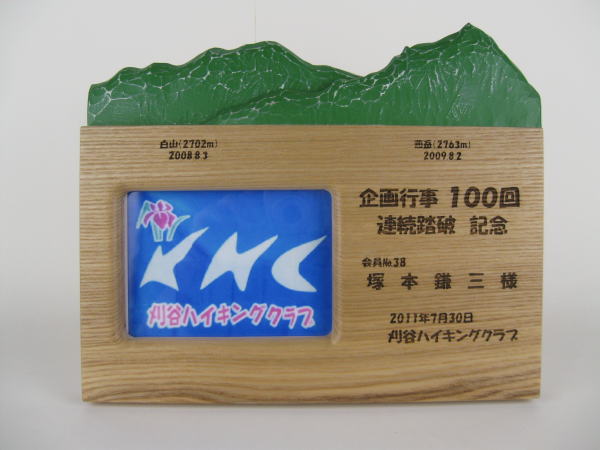 白山(2702m)
2008.8.3
燕岳(2763m)
2009.8.2
KHC
刈谷ハイキングクラブ
企画行事 100回
連続踏破 記念
会員No.38
塚本鎌三様
2011年7月30日
刈谷ハイキングクラブ